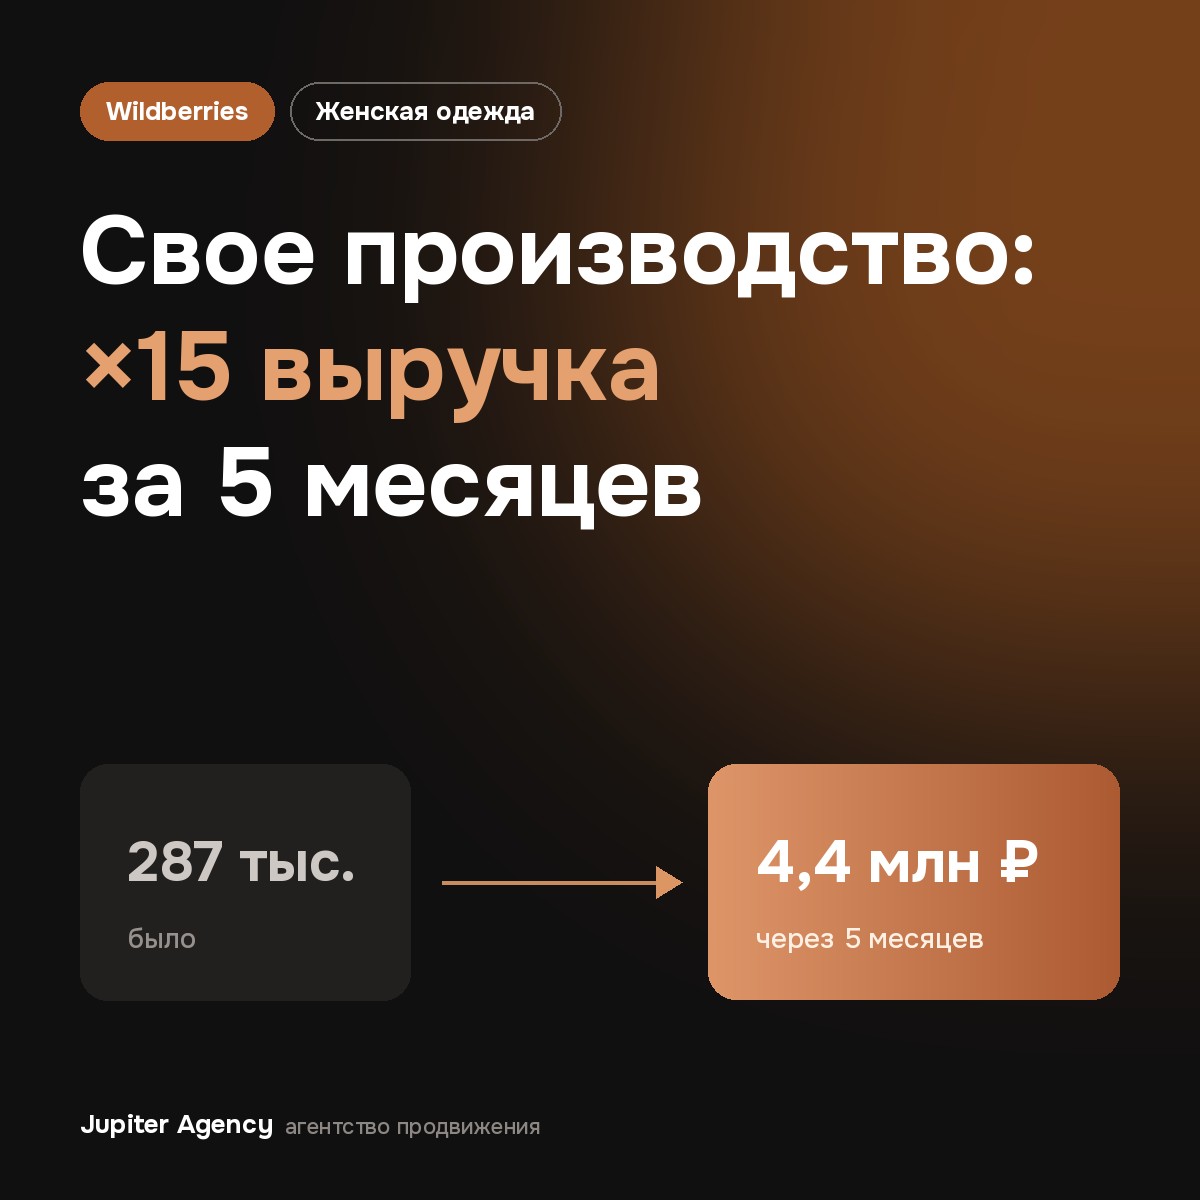 Wildberries
Женская одежда
Свое производство:
×15 выручка
за 5 месяцев
287 тыс.
было
4,4 млн ₽
через 5 месяцев
Jupiter Agency агентство продвижения